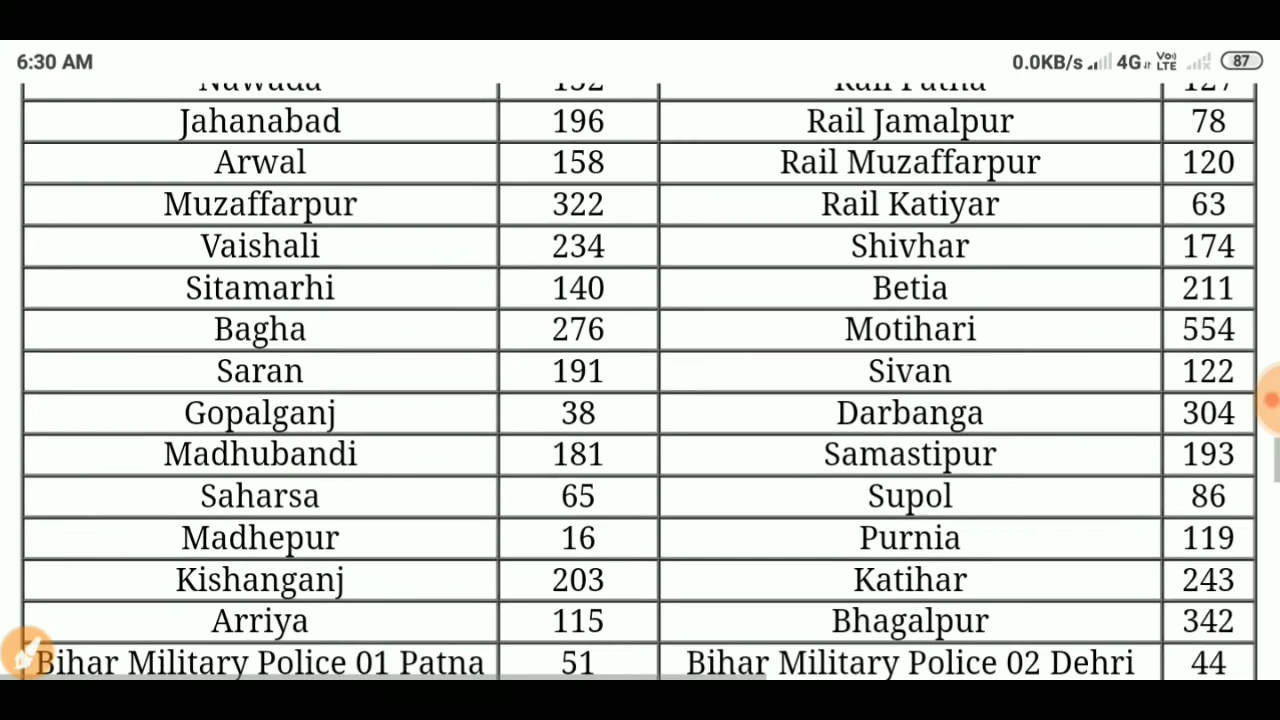 6:30 AM 0.0KB/s 4G Vo) LTE 87
Jahanabad 196 Rail Jamalpur 78
Arwal 158 Rail Muzaffarpur 120
Muzaffarpur 322 Rail Katiyar 63
Vaishali 234 Shivhar 174
Sitamarhi 140 Betia 211
Bagha 276 Motihari 554
Saran 191 Sivan 122
Gopalganj 38 Darbanga 304
Madhubandi 181 Samastipur 193
Saharsa 65 Supol 86
Madhepur 16 Purnia 119
Kishanganj 203 Katihar 243
Arriya 115 Bhagalpur 342
Bihar Military Police 01 Patna 51 Bihar Military Police 02 Dehri 44